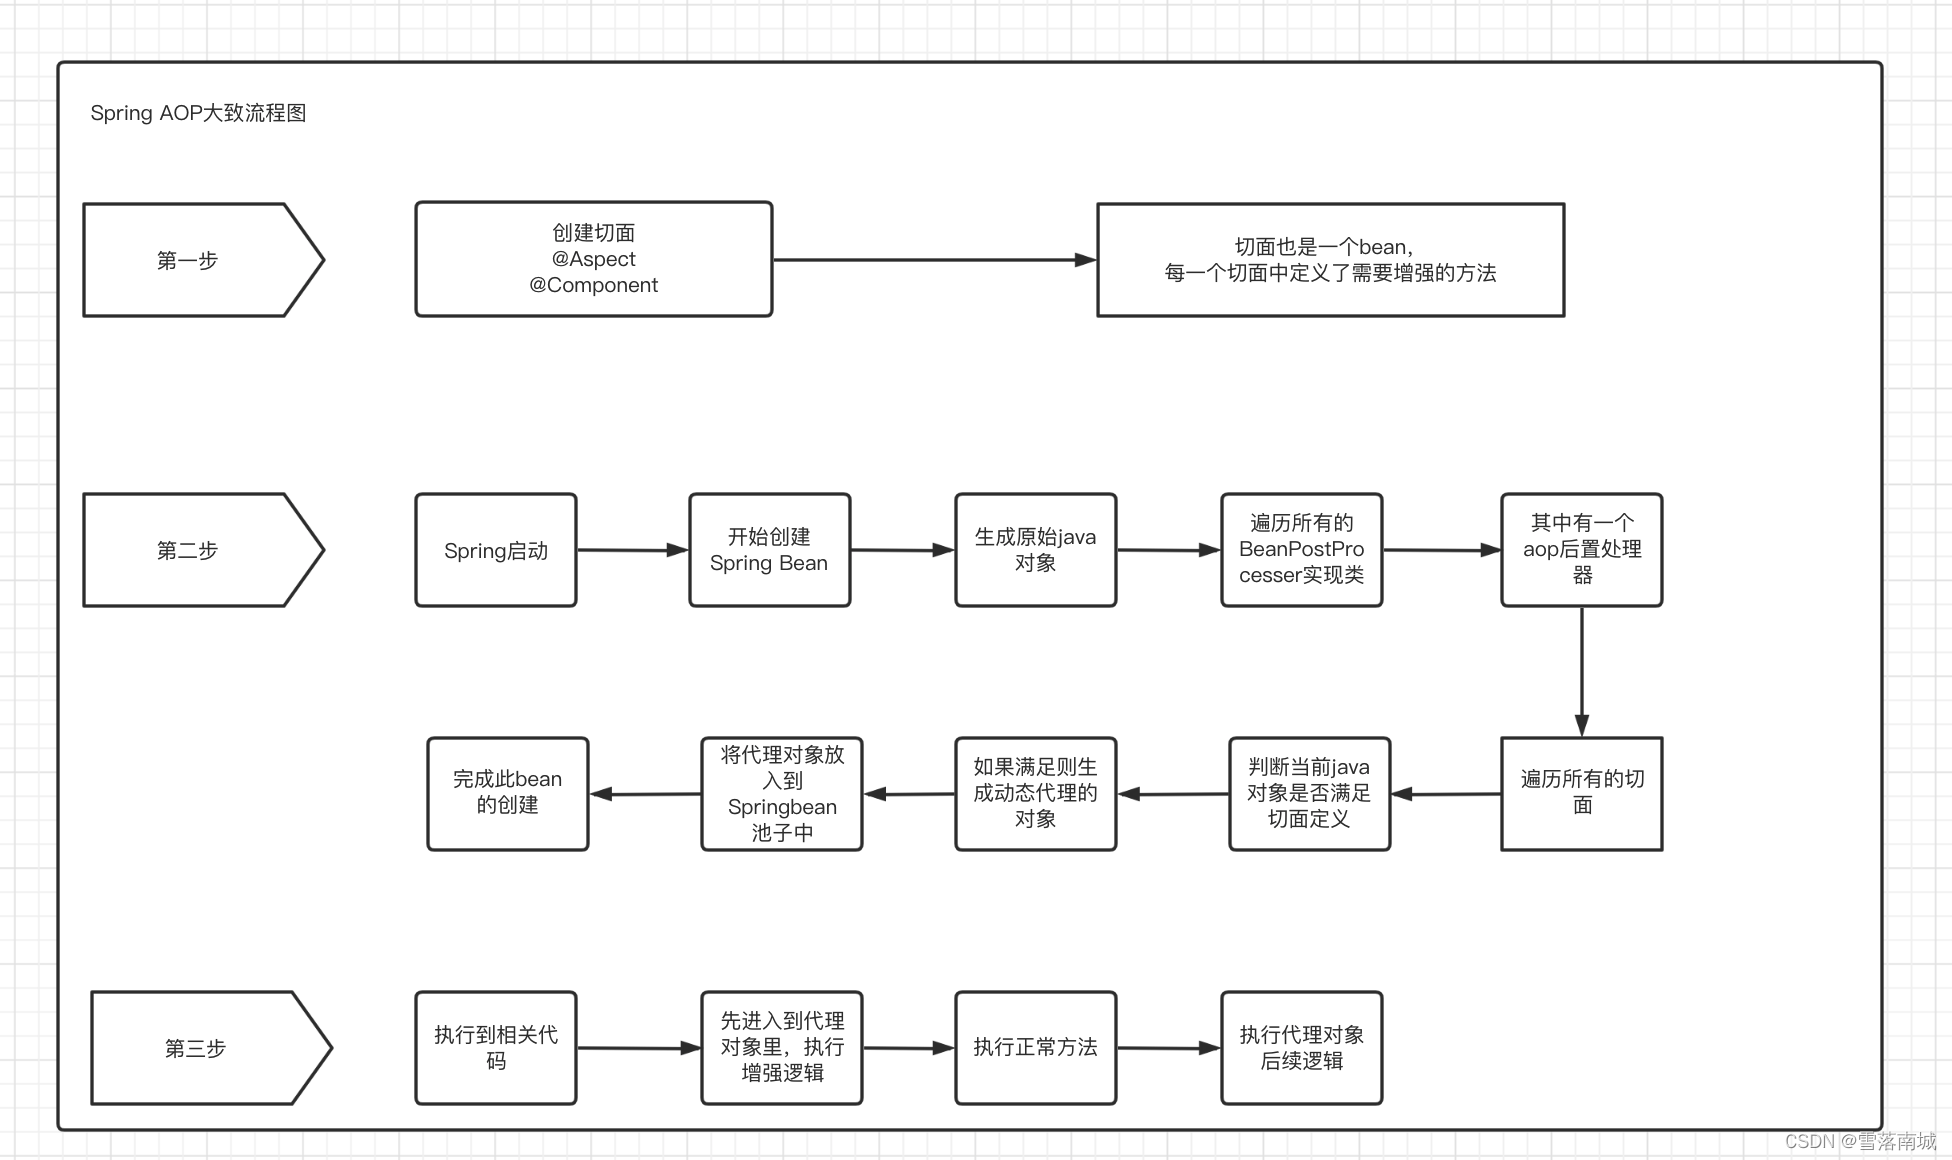 Spring AOP大致流程图
第一步
创建切面
@Aspect
@Component
切面也是一个bean，
每一个切面中定义了需要增强的方法
第二步
Spring启动
开始创建
Spring Bean
生成原始java
对象
遍历所有的
BeanPostPro
cesser实现类
其中有一个
aop后置处理
器
遍历所有的切
面
判断当前java
对象是否满足
切面定义
如果满足则生
成动态代理的
对象
将代理对象放
入到
Springbean
池子中
完成此bean
的创建
第三步
执行到相关代
码
先进入到代理
对象里，执行
增强逻辑
执行正常方法
执行代理对象
后续逻辑
CSDN @雪落南城